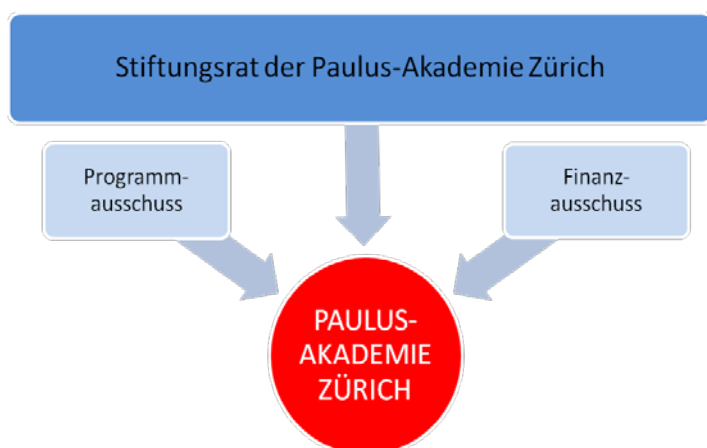 Stiftungsrat der Paulus-Akademie Zürich
Programm-
ausschuss
Finanz-
ausschuss
PAULUS-
AKADEMIE
ZÜRICH